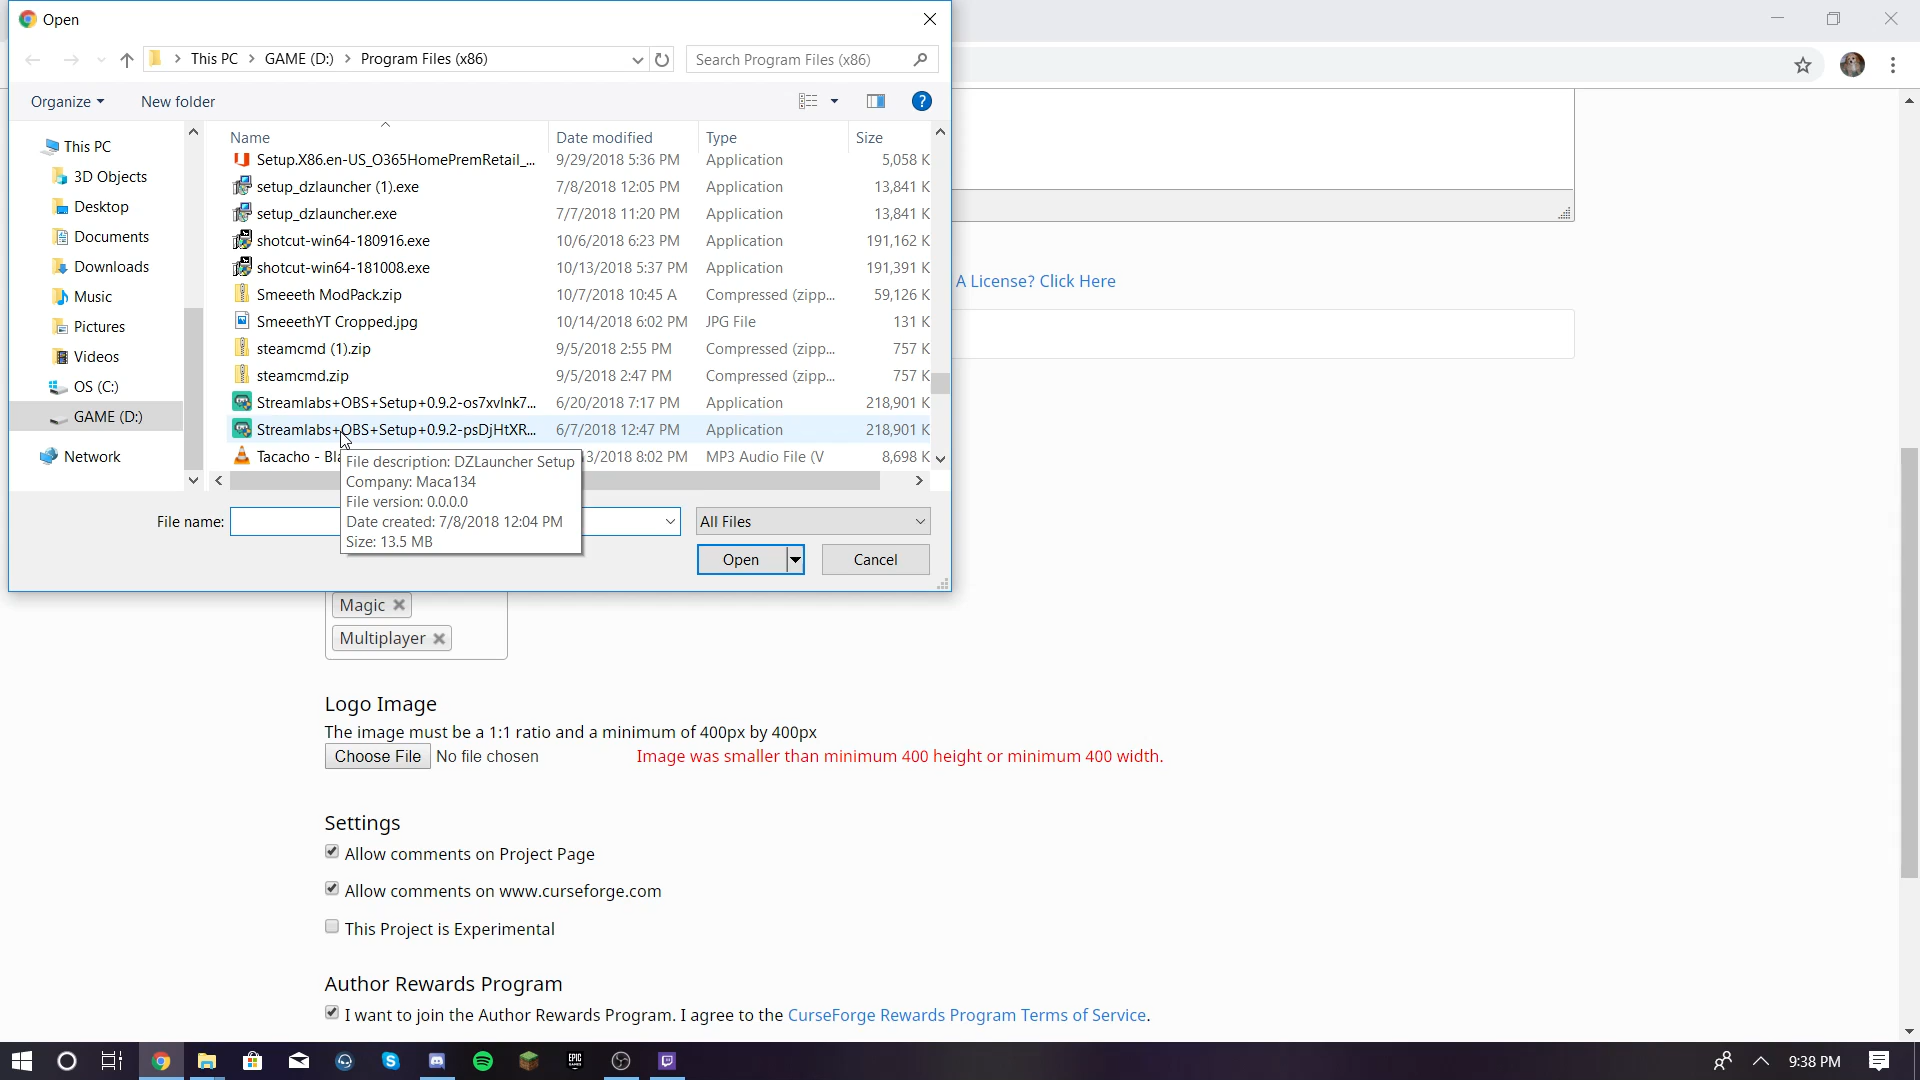 Open
This PC > GAME (D:) > Program Files (x86)
Search Program Files (x86)
Organize
New folder
?
This PC
3D Objects
Desktop
Documents
Downloads
Music
Pictures
Videos
OS (C:)
GAME (D:)
Network
Name Date modified Type Size
Setup.X86.en-US_O365HomePremRetail_... 9/29/2018 5:36 PM Application 5,058 K
setup_dzlauncher (1).exe 7/8/2018 12:05 PM Application 13,841 K
setup_dzlauncher.exe 7/7/2018 11:20 PM Application 13,841 K
shotcut-win64-180916.exe 10/6/2018 6:23 PM Application 191,162 K
shotcut-win64-181008.exe 10/13/2018 5:37 PM Application 191,391 K
Smeeeth ModPack.zip 10/7/2018 10:45 A Compressed (zipp... 59,126 K
SmeeethYT Cropped.jpg 10/14/2018 6:02 PM JPG File 131 K
steamcmd (1).zip 9/5/2018 2:55 PM Compressed (zipp... 757 K
steamcmd.zip 9/5/2018 2:47 PM Compressed (zipp... 757 K
Streamlabs+OBS+Setup+0.9.2-os7xvlnk7... 6/20/2018 7:17 PM Application 218,901 K
Streamlabs+OBS+Setup+0.9.2-psDjHtXR... 6/7/2018 12:47 PM Application 218,901 K
Tacacho - Bl 3/2018 8:02 PM MP3 Audio File (V 8,698 K
File description: DZLauncher Setup
Company: Maca134
File version: 0.0.0.0
Date created: 7/8/2018 12:04 PM
Size: 13.5 MB
File name:
All Files
Open
Cancel
A License? Click Here
Magic
Multiplayer
Logo Image
The image must be a 1:1 ratio and a minimum of 400px by 400px
Choose File No file chosen Image was smaller than minimum 400 height or minimum 400 width.
Settings
Allow comments on Project Page
Allow comments on www.curseforge.com
This Project is Experimental
Author Rewards Program
I want to join the Author Rewards Program. I agree to the CurseForge Rewards Program Terms of Service.
EPIC
9:38 PM